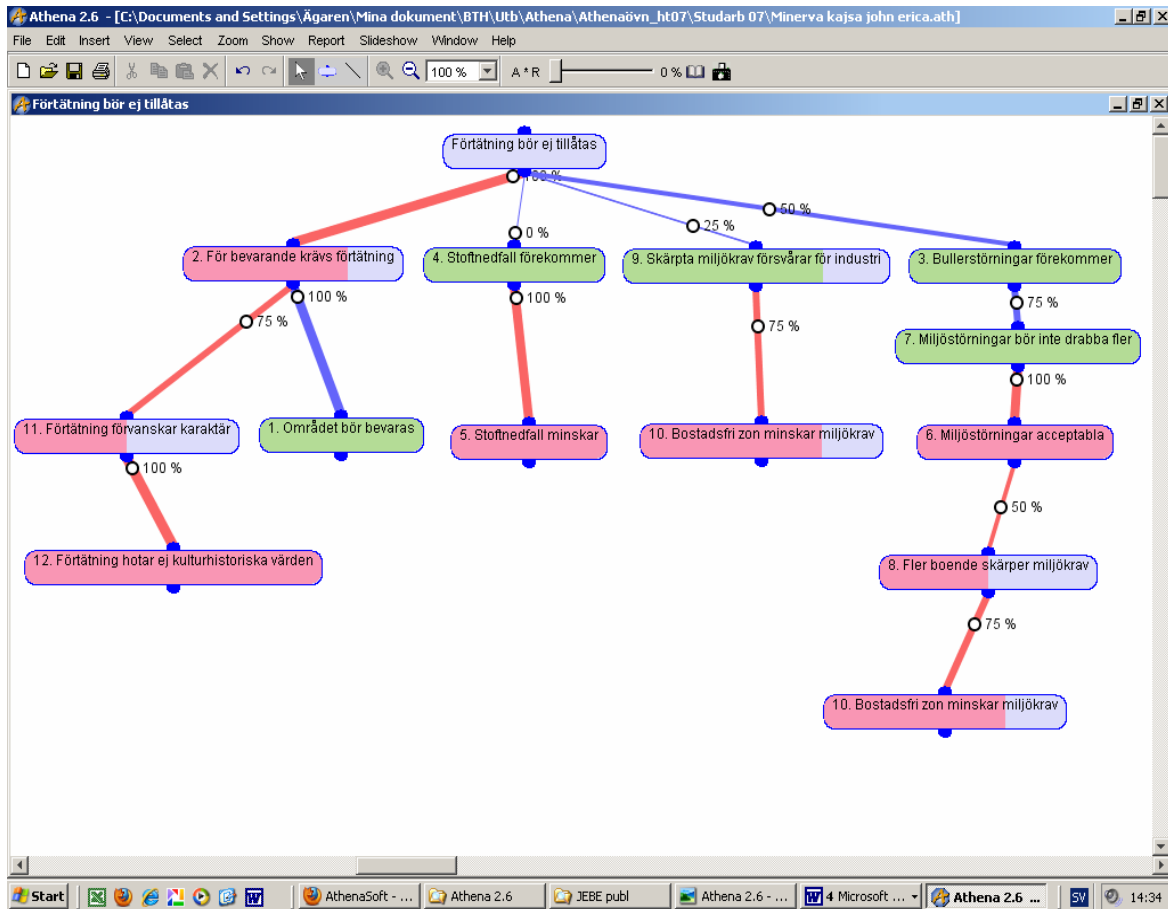 Athena 2.6 - [C:\Documents and Settings\Ägaren\Mina dokument\BTH\Utb\Athena\Athenaövn_ht07\Studarb 07\Minerva kajsa john erica.ath]
File Edit Insert View Select Zoom Show Report Slideshow Window Help
100 % A * R 0 %
Förtätning bör ej tillåtas
Förtätning bör ej tillåtas
100 %
50 %
0 %
25 %
2. För bevarande krävs förtätning
4. Stoftnedfall förekommer
9. Skärpta miljökrav försvårar för industri
3. Bullerstörningar förekommer
100 %
100 %
75 %
75 %
75 %
7. Miljöstörningar bör inte drabba fler
100 %
11. Förtätning förvanskar karaktär
1. Området bör bevaras
5. Stoftnedfall minskar
10. Bostadsfri zon minskar miljökrav
6. Miljöstörningar acceptabla
100 %
50 %
12. Förtätning hotar ej kulturhistoriska värden
8. Fler boende skärper miljökrav
75 %
10. Bostadsfri zon minskar miljökrav
Start AthenaSoft - ... Athena 2.6 JEBE publ Athena 2.6 - ... 4 Microsoft ... Athena 2.6 ... SV 14:34